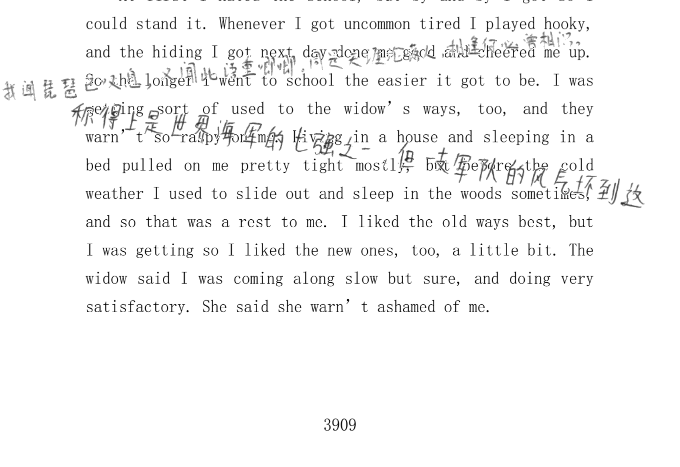 could stand it. Whenever I got uncommon tired I played hooky,
and the hiding I got next day done me good and cheered me up.
我闻琵琶已叹息,又闻此语重唧唧,同是天涯沦落 相逢何必 相识?
So the longer I went to school the easier it got to be. I was
getting sort of used to the widow's ways, too, and they
称得上是世界海军的七强之一,但一支军队的风气坏到这
warn't so raspy on me. Living in a house and sleeping in a
bed pulled on me pretty tight mostly, but before the cold
weather I used to slide out and sleep in the woods sometimes,
and so that was a rest to me. I liked the old ways best, but
I was getting so I liked the new ones, too, a little bit. The
widow said I was coming along slow but sure, and doing very
satisfactory. She said she warn't ashamed of me.
3909